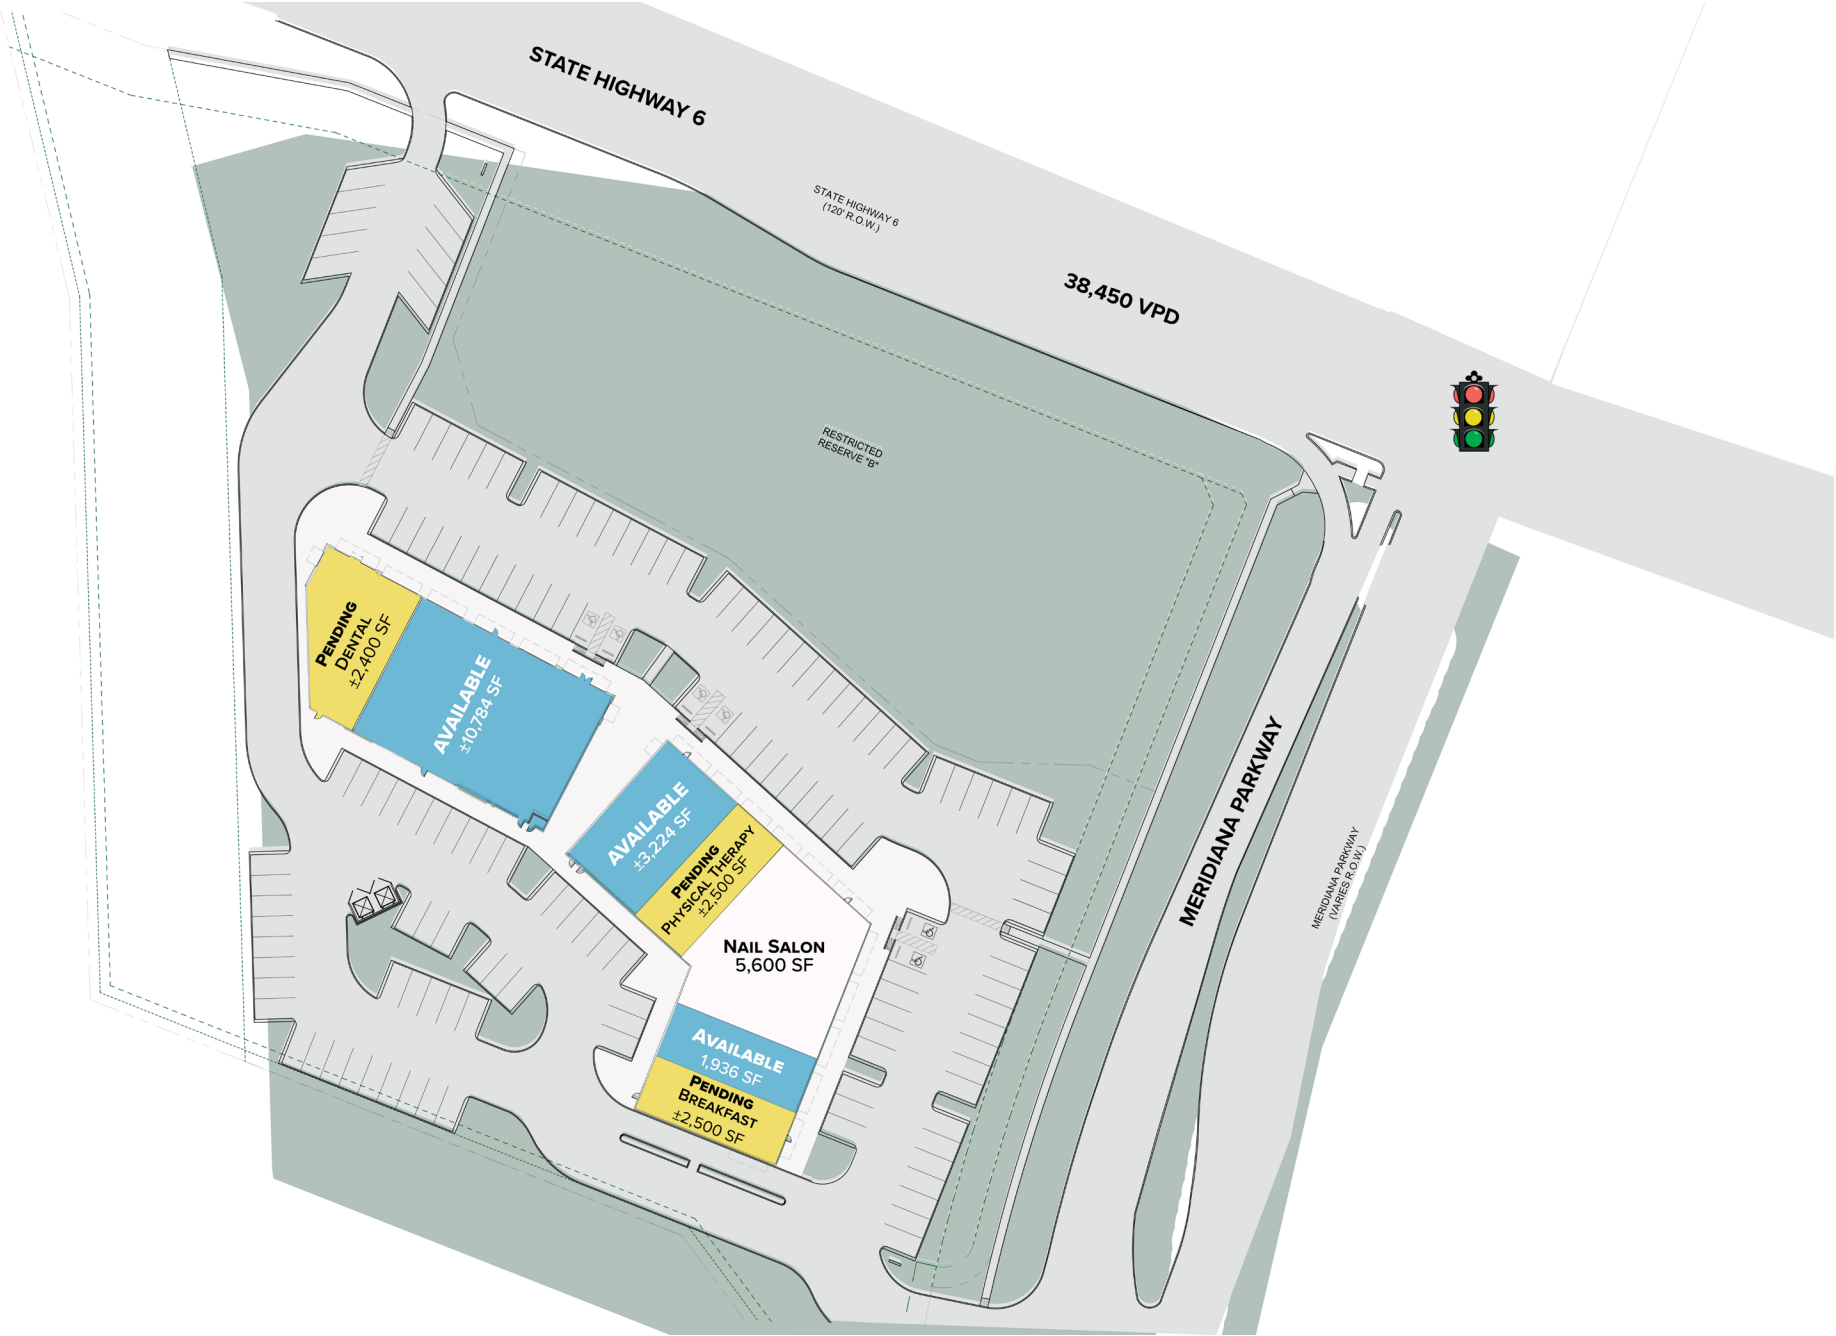 STATE HIGHWAY 6
STATE HIGHWAY 6
(120' R.O.W.)
38,450 VPD
RESTRICTED
RESERVE "B"
PENDING
DENTAL
±2,400 SF
AVAILABLE
±10,784 SF
AVAILABLE
±3,224 SF
PENDING
PHYSICAL THERAPY
±2,500 SF
NAIL SALON
5,600 SF
AVAILABLE
1,936 SF
PENDING
BREAKFAST
±2,500 SF
MERIDIANA PARKWAY
MERIDIANA PARKWAY
(VARIES R.O.W.)